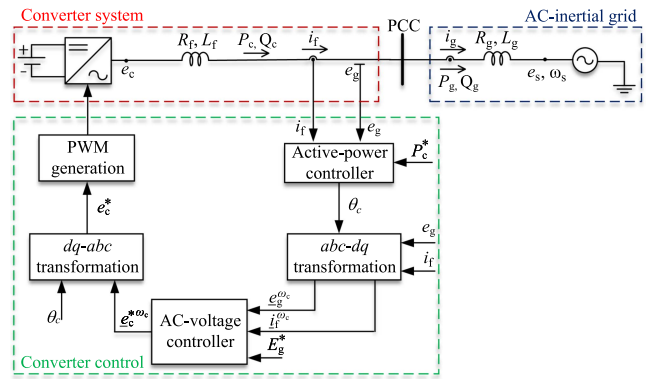 Converter system
PCC
AC-inertial grid
R_f, L_f
P_c, Q_c
i_f
i_g
R_g, L_g
+
-
e_c
e_g
P_g, Q_g
e_s, ω_s
i_f
e_g
PWM
generation
Active-power
controller
P_c^*
e_c^*
θ_c
dq-abc
transformation
abc-dq
transformation
e_g
i_f
θ_c
e_c^{*ω_c}
AC-voltage
controller
e_g^{ω_c}
i_f^{ω_c}
E_g^*
Converter control